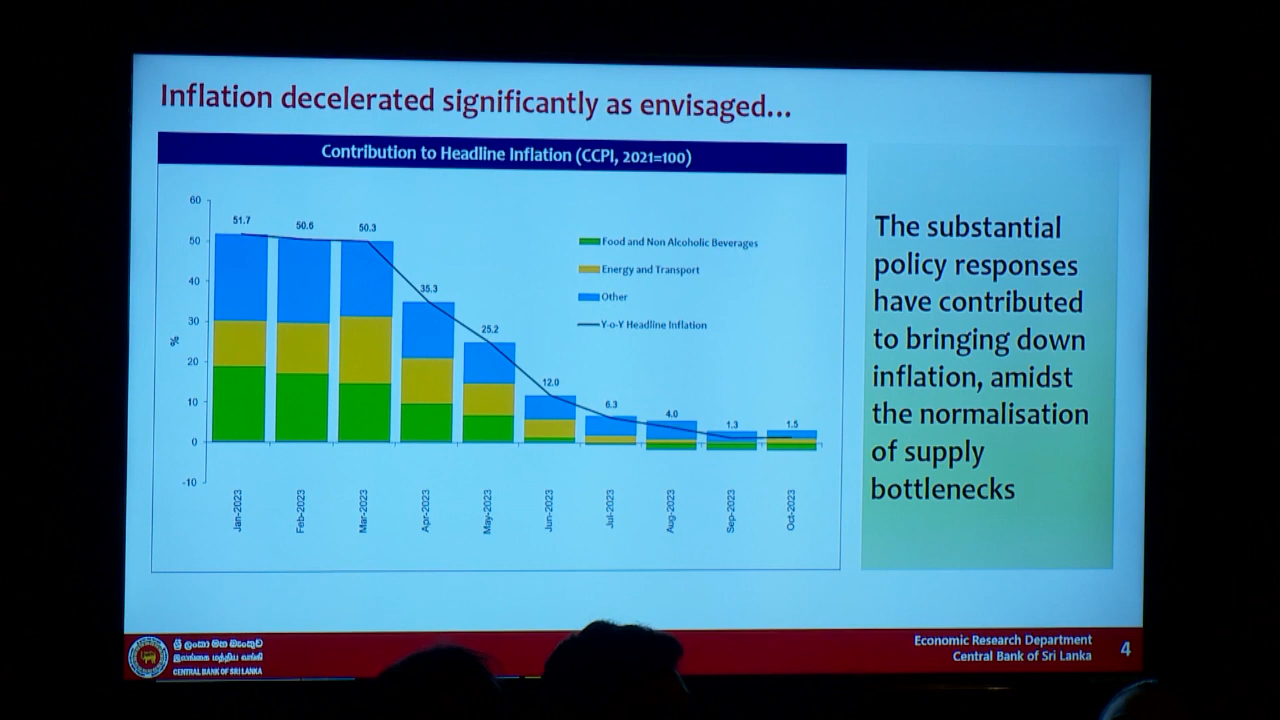 Inflation decelerated significantly as envisaged...
Contribution to Headline Inflation (CCPI, 2021=100)
60
50
40
30
20
10
0
-10
%
51.7
50.6
50.3
35.3
25.2
12.0
6.3
4.0
1.3
1.5
Food and Non Alcoholic Beverages
Energy and Transport
Other
Y-o-Y Headline Inflation
Jan-2023
Feb-2023
Mar-2023
Apr-2023
May-2023
Jun-2023
Jul-2023
Aug-2023
Sep-2023
Oct-2023
The substantial
policy responses
have contributed
to bringing down
inflation, amidst
the normalisation
of supply
bottlenecks
ශ්‍රී ලංකා මහ බැංකුව
இலங்கை மத்திய வங்கி
CENTRAL BANK OF SRI LANKA
Economic Research Department
Central Bank of Sri Lanka
4